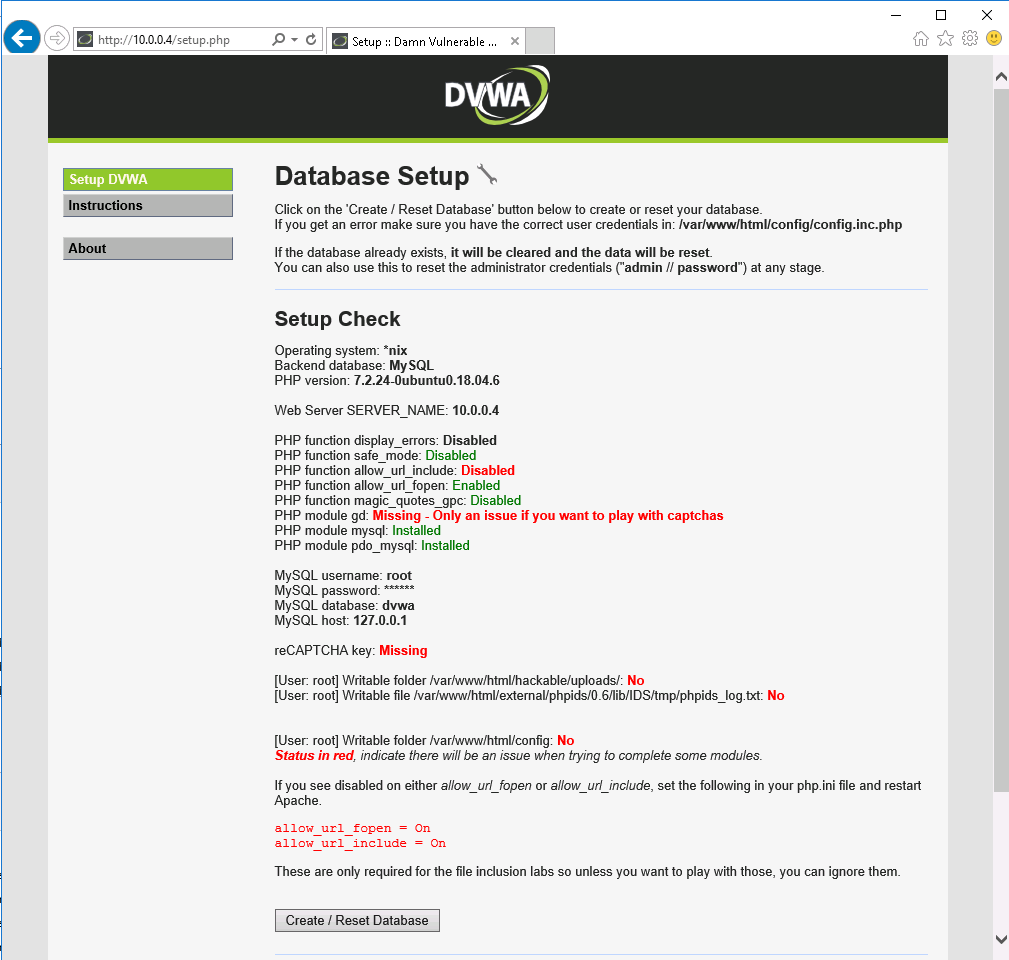 http://10.0.0.4/setup.php
Setup :: Damn Vulnerable ...
DVWA
Setup DVWA
Instructions
About
Database Setup
Click on the 'Create / Reset Database' button below to create or reset your database.
If you get an error make sure you have the correct user credentials in: /var/www/html/config/config.inc.php
If the database already exists, it will be cleared and the data will be reset.
You can also use this to reset the administrator credentials ("admin // password") at any stage.
Setup Check
Operating system: *nix
Backend database: MySQL
PHP version: 7.2.24-0ubuntu0.18.04.6
Web Server SERVER_NAME: 10.0.0.4
PHP function display_errors: Disabled
PHP function safe_mode: Disabled
PHP function allow_url_include: Disabled
PHP function allow_url_fopen: Enabled
PHP function magic_quotes_gpc: Disabled
PHP module gd: Missing - Only an issue if you want to play with captchas
PHP module mysql: Installed
PHP module pdo_mysql: Installed
MySQL username: root
MySQL password: ******
MySQL database: dvwa
MySQL host: 127.0.0.1
reCAPTCHA key: Missing
[User: root] Writable folder /var/www/html/hackable/uploads/: No
[User: root] Writable file /var/www/html/external/phpids/0.6/lib/IDS/tmp/phpids_log.txt: No
[User: root] Writable folder /var/www/html/config: No
Status in red, indicate there will be an issue when trying to complete some modules.
If you see disabled on either allow_url_fopen or allow_url_include, set the following in your php.ini file and restart
Apache.
allow_url_fopen = On
allow_url_include = On
These are only required for the file inclusion labs so unless you want to play with those, you can ignore them.
Create / Reset Database